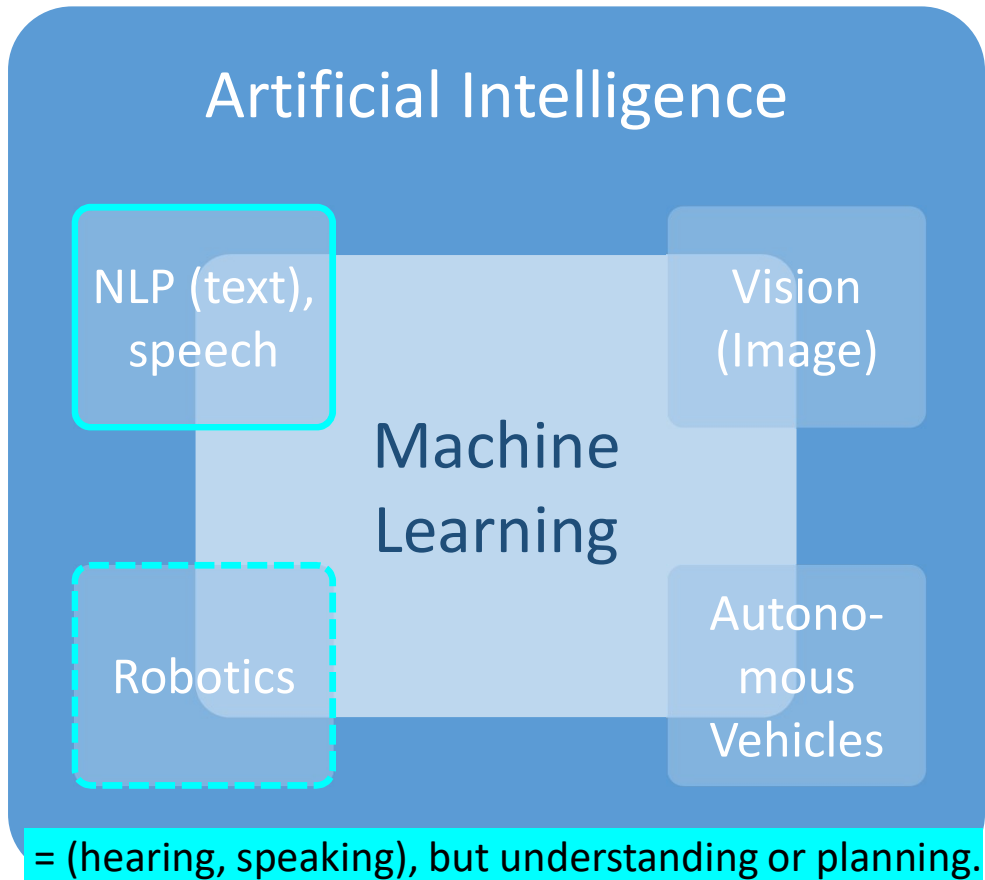 Artificial Intelligence
NLP (text),
speech
Vision
(Image)
Machine
Learning
Robotics
Autono-
mous
Vehicles
= (hearing, speaking), but understanding or planning.